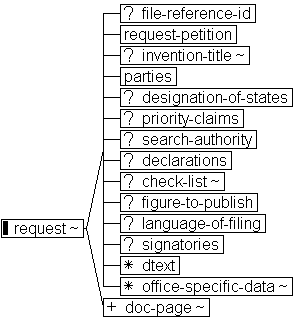 ? file-reference-id
request-petition
? invention-title ~
parties
? designation-of-states
? priority-claims
? search-authority
? declarations
? check-list ~
? figure-to-publish
request ~
? language-of-filing
? signatories
* dtext
* office-specific-data ~
+ doc-page ~